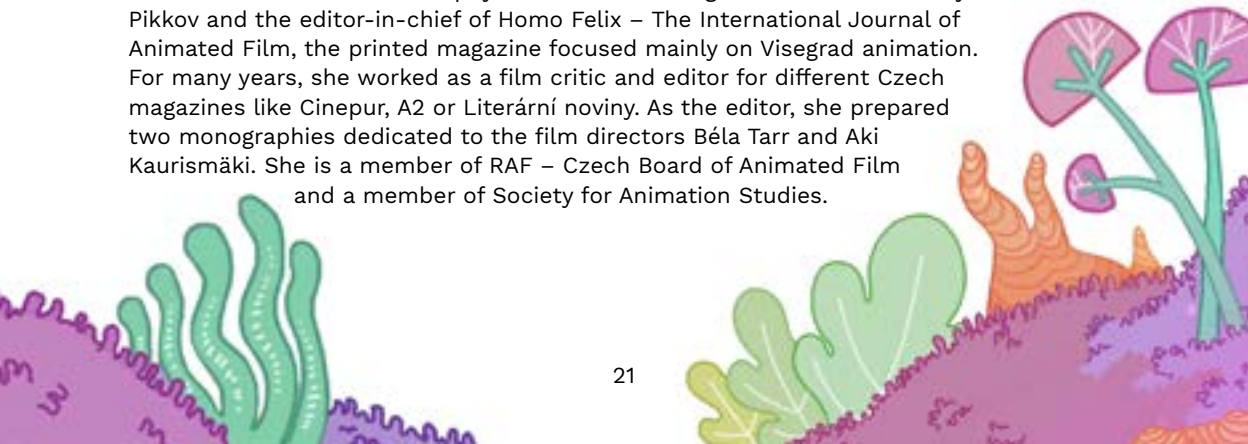 Pikkov and the editor-in-chief of Homo Felix – The International Journal of
Animated Film, the printed magazine focused mainly on Visegrad animation.
For many years, she worked as a film critic and editor for different Czech
magazines like Cinepur, A2 or Literární noviny. As the editor, she prepared
two monographies dedicated to the film directors Béla Tarr and Aki
Kaurismäki. She is a member of RAF – Czech Board of Animated Film
and a member of Society for Animation Studies.
21